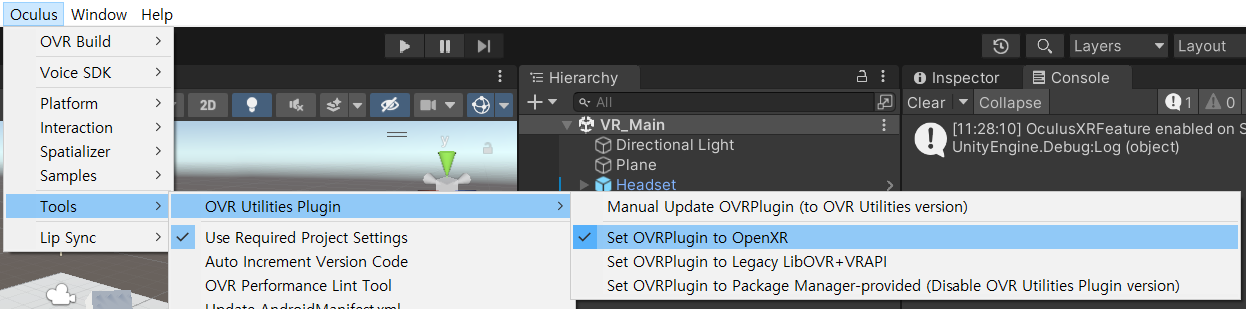 Oculus Window Help
OVR Build
Voice SDK
Platform
Interaction
Spatializer
Samples
Tools
Lip Sync
OVR Utilities Plugin
Use Required Project Settings
Auto Increment Version Code
OVR Performance Lint Tool
Update AndroidManifest.xml
Manual Update OVRPlugin (to OVR Utilities version)
Set OVRPlugin to OpenXR
Set OVRPlugin to Legacy LibOVR+VRAPI
Set OVRPlugin to Package Manager-provided (Disable OVR Utilities Plugin version)
Layers Layout
2D
y
Hierarchy
All
VR_Main
Directional Light
Plane
Headset
Inspector Console
Clear Collapse 1 0
[11:28:10] OculusXRFeature enabled on S
UnityEngine.Debug:Log (object)